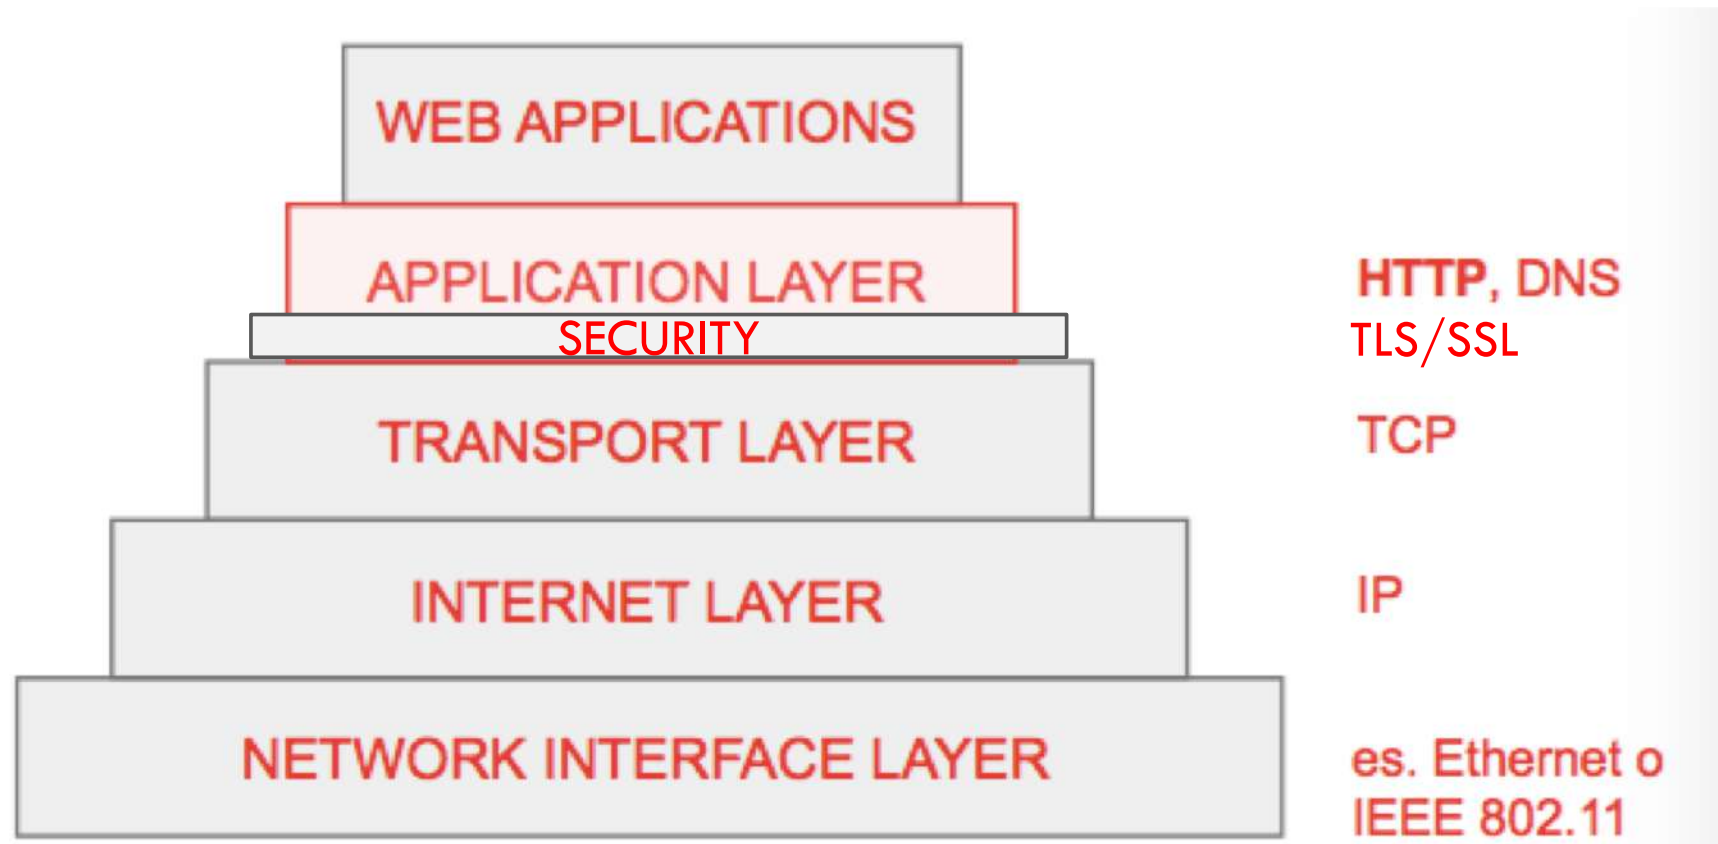 WEB APPLICATIONS
APPLICATION LAYER
HTTP, DNS
SECURITY
TLS/SSL
TRANSPORT LAYER
TCP
INTERNET LAYER
IP
NETWORK INTERFACE LAYER
es. Ethernet o
IEEE 802.11